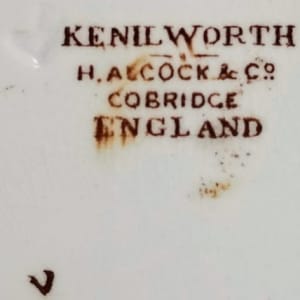 KENILWORTH
H. ALCOCK & Cº
COBRIDGE
ENGLAND
V